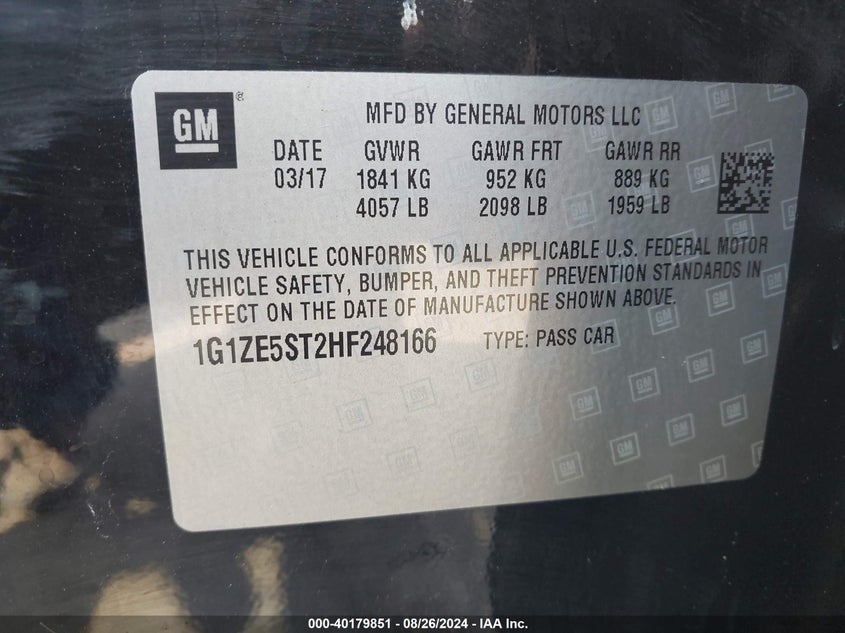 GM ® MFD BY GENERAL MOTORS LLC
DATE GVWR GAWR FRT GAWR RR
03/17 1841 KG 952 KG 889 KG
4057 LB 2098 LB 1959 LB
THIS VEHICLE CONFORMS TO ALL APPLICABLE U.S. FEDERAL MOTOR
VEHICLE SAFETY, BUMPER, AND THEFT PREVENTION STANDARDS IN
EFFECT ON THE DATE OF MANUFACTURE SHOWN ABOVE.
1G1ZE5ST2HF248166 TYPE: PASS CAR
000-40179851 | 08/26/2024 - IAA Inc.